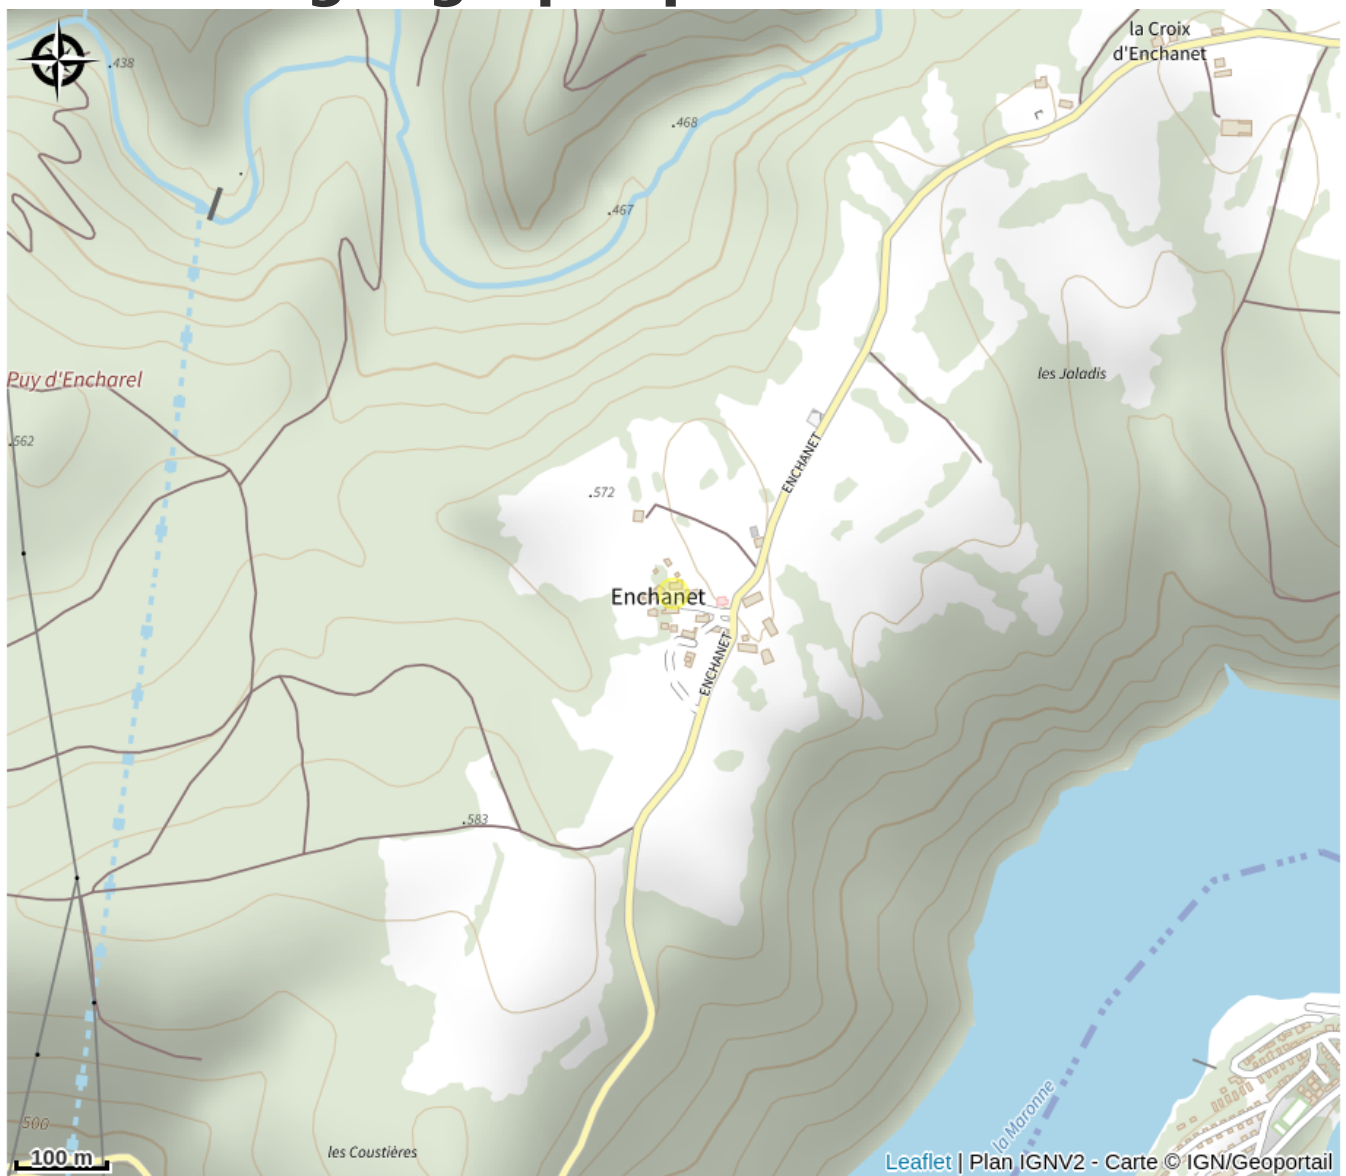 la Croix
d'Enchanet
.438
.468
.467
Puy d'Encharel
les Jaladis
.562
ENCHANET
.572
Enchanet
ENCHANET
.583
la Maronne
500
les Coustières
100 m
Leaflet | Plan IGNV2 - Carte © IGN/Geoportail